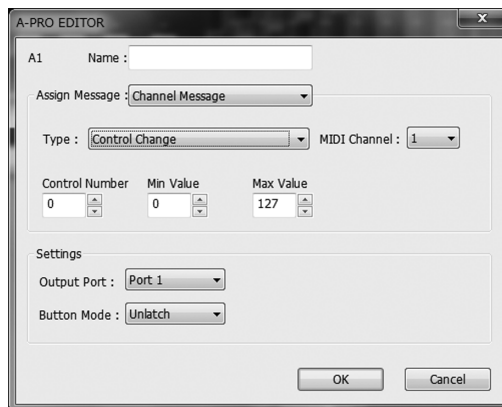 A-PRO EDITOR
A1 Name :
Assign Message : Channel Message
Type : Control Change MIDI Channel : 1
Control Number Min Value Max Value
0 0 127
Settings
Output Port : Port 1
Button Mode : Unlatch
OK Cancel